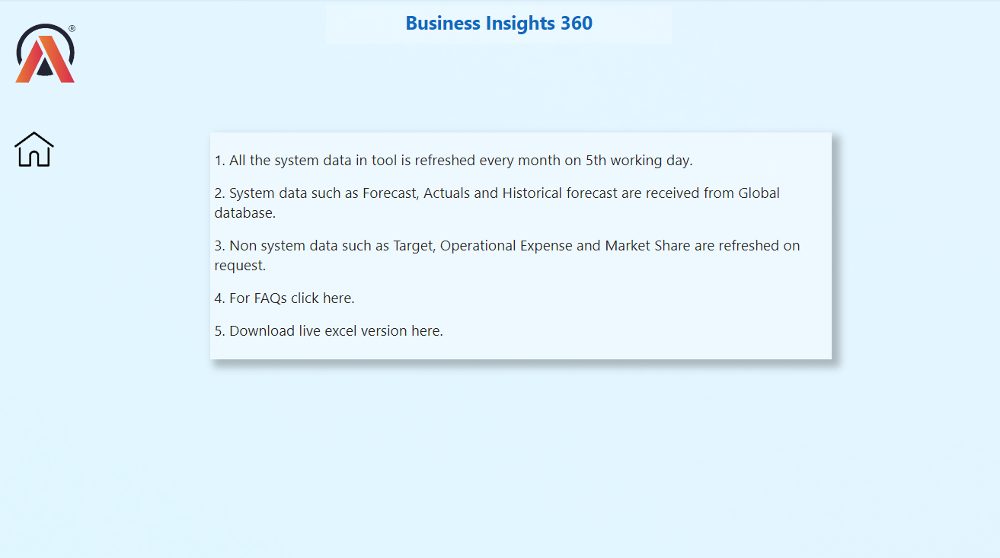 Business Insights 360
®
1. All the system data in tool is refreshed every month on 5th working day.
2. System data such as Forecast, Actuals and Historical forecast are received from Global
database.
3. Non system data such as Target, Operational Expense and Market Share are refreshed on
request.
4. For FAQs click here.
5. Download live excel version here.